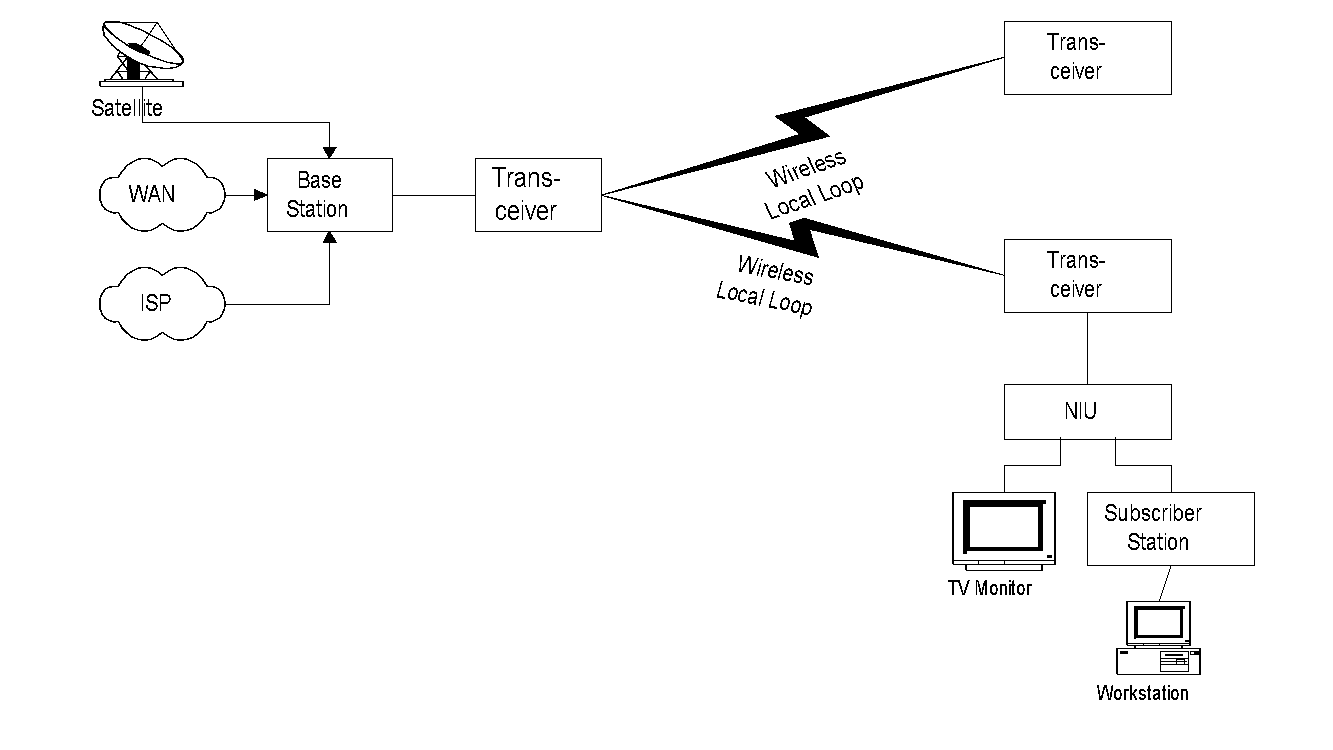 Satellite
WAN
ISP
Base
Station
Trans-
ceiver
Wireless
Local Loop
Wireless
Local Loop
Trans-
ceiver
Trans-
ceiver
NIU
TV Monitor
Subscriber
Station
Workstation